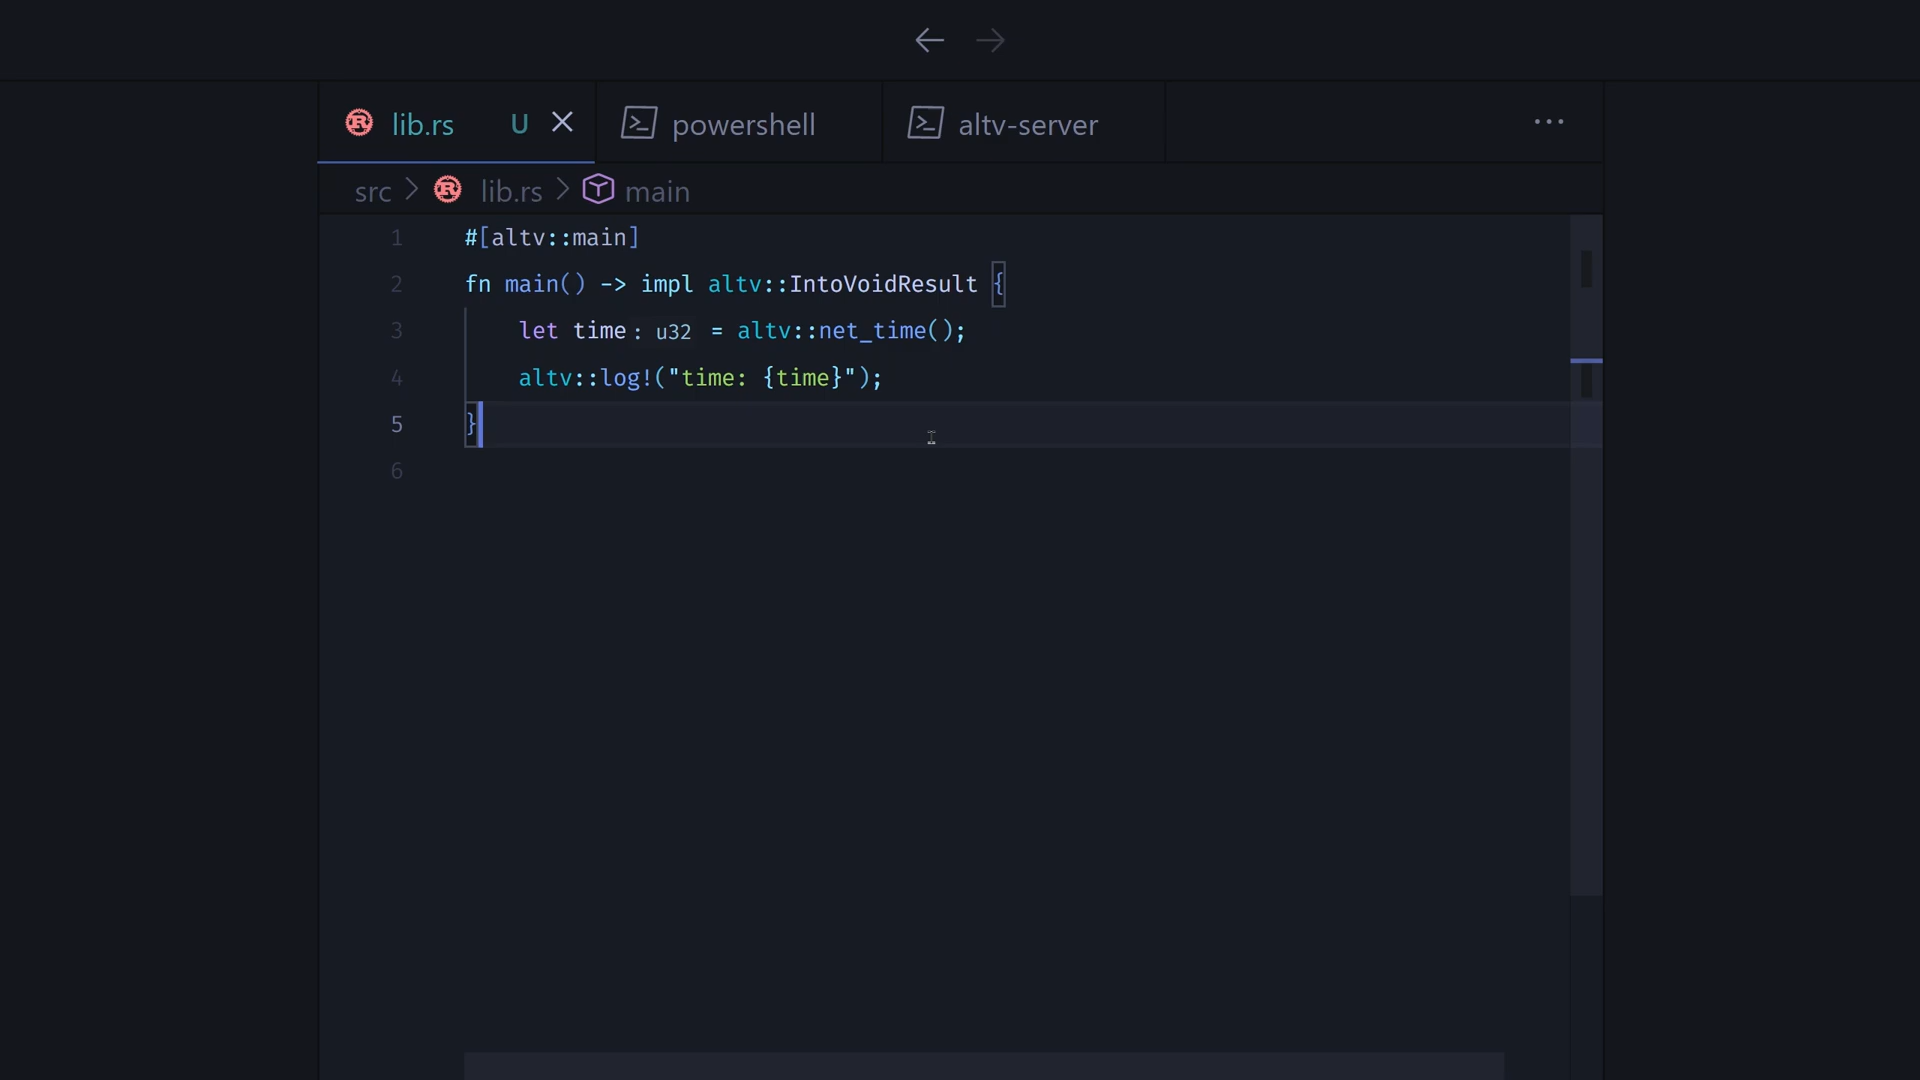 lib.rs U powershell altv-server
src > lib.rs > main
1 #[altv::main]
2 fn main() -> impl altv::IntoVoidResult {
3 let time: u32 = altv::net_time();
4 altv::log!("time: {time}");
5 }
6